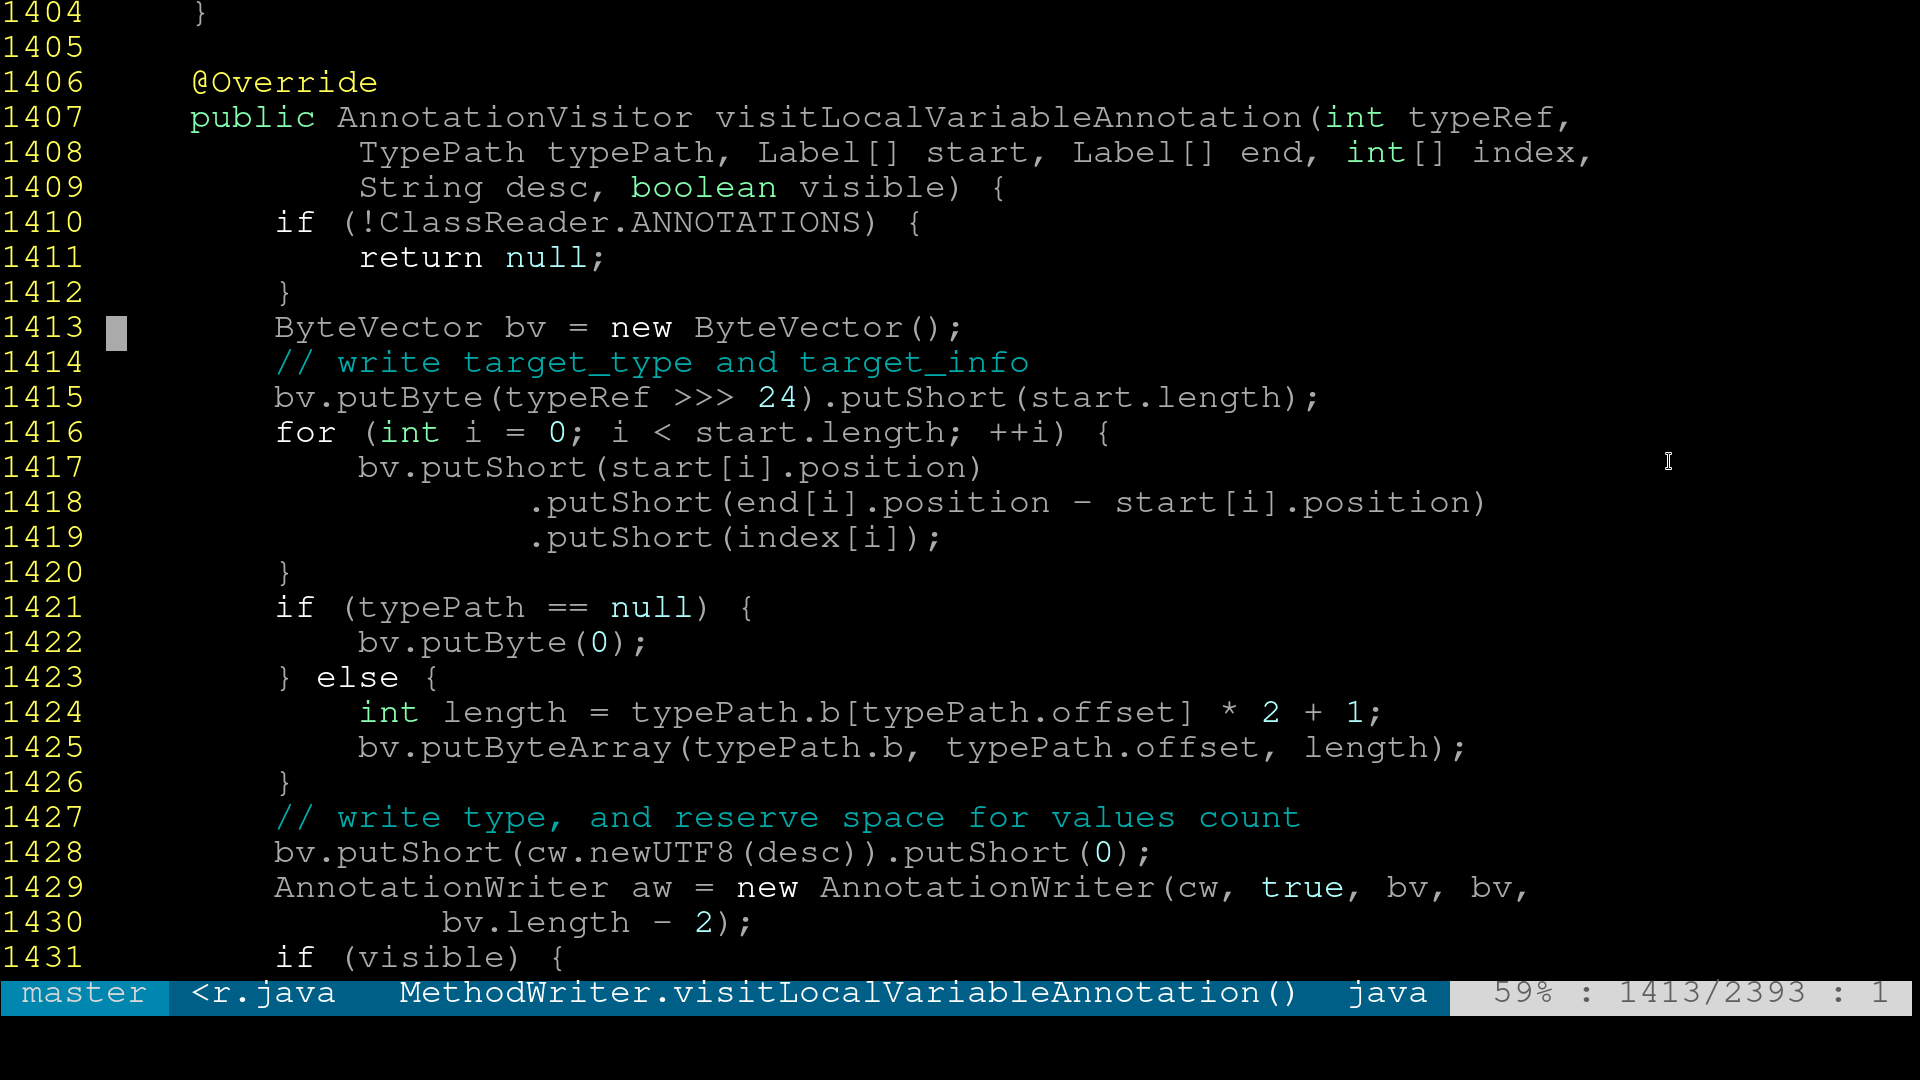 1404     }
1405
1406     @Override
1407     public AnnotationVisitor visitLocalVariableAnnotation(int typeRef,
1408             TypePath typePath, Label[] start, Label[] end, int[] index,
1409             String desc, boolean visible) {
1410         if (!ClassReader.ANNOTATIONS) {
1411             return null;
1412         }
1413         ByteVector bv = new ByteVector();
1414         // write target_type and target_info
1415         bv.putByte(typeRef >>> 24).putShort(start.length);
1416         for (int i = 0; i < start.length; ++i) {
1417             bv.putShort(start[i].position)
1418                     .putShort(end[i].position - start[i].position)
1419                     .putShort(index[i]);
1420         }
1421         if (typePath == null) {
1422             bv.putByte(0);
1423         } else {
1424             int length = typePath.b[typePath.offset] * 2 + 1;
1425             bv.putByteArray(typePath.b, typePath.offset, length);
1426         }
1427         // write type, and reserve space for values count
1428         bv.putShort(cw.newUTF8(desc)).putShort(0);
1429         AnnotationWriter aw = new AnnotationWriter(cw, true, bv, bv,
1430                 bv.length - 2);
1431         if (visible) {
master  <r.java   MethodWriter.visitLocalVariableAnnotation()  java  59% : 1413/2393 : 1